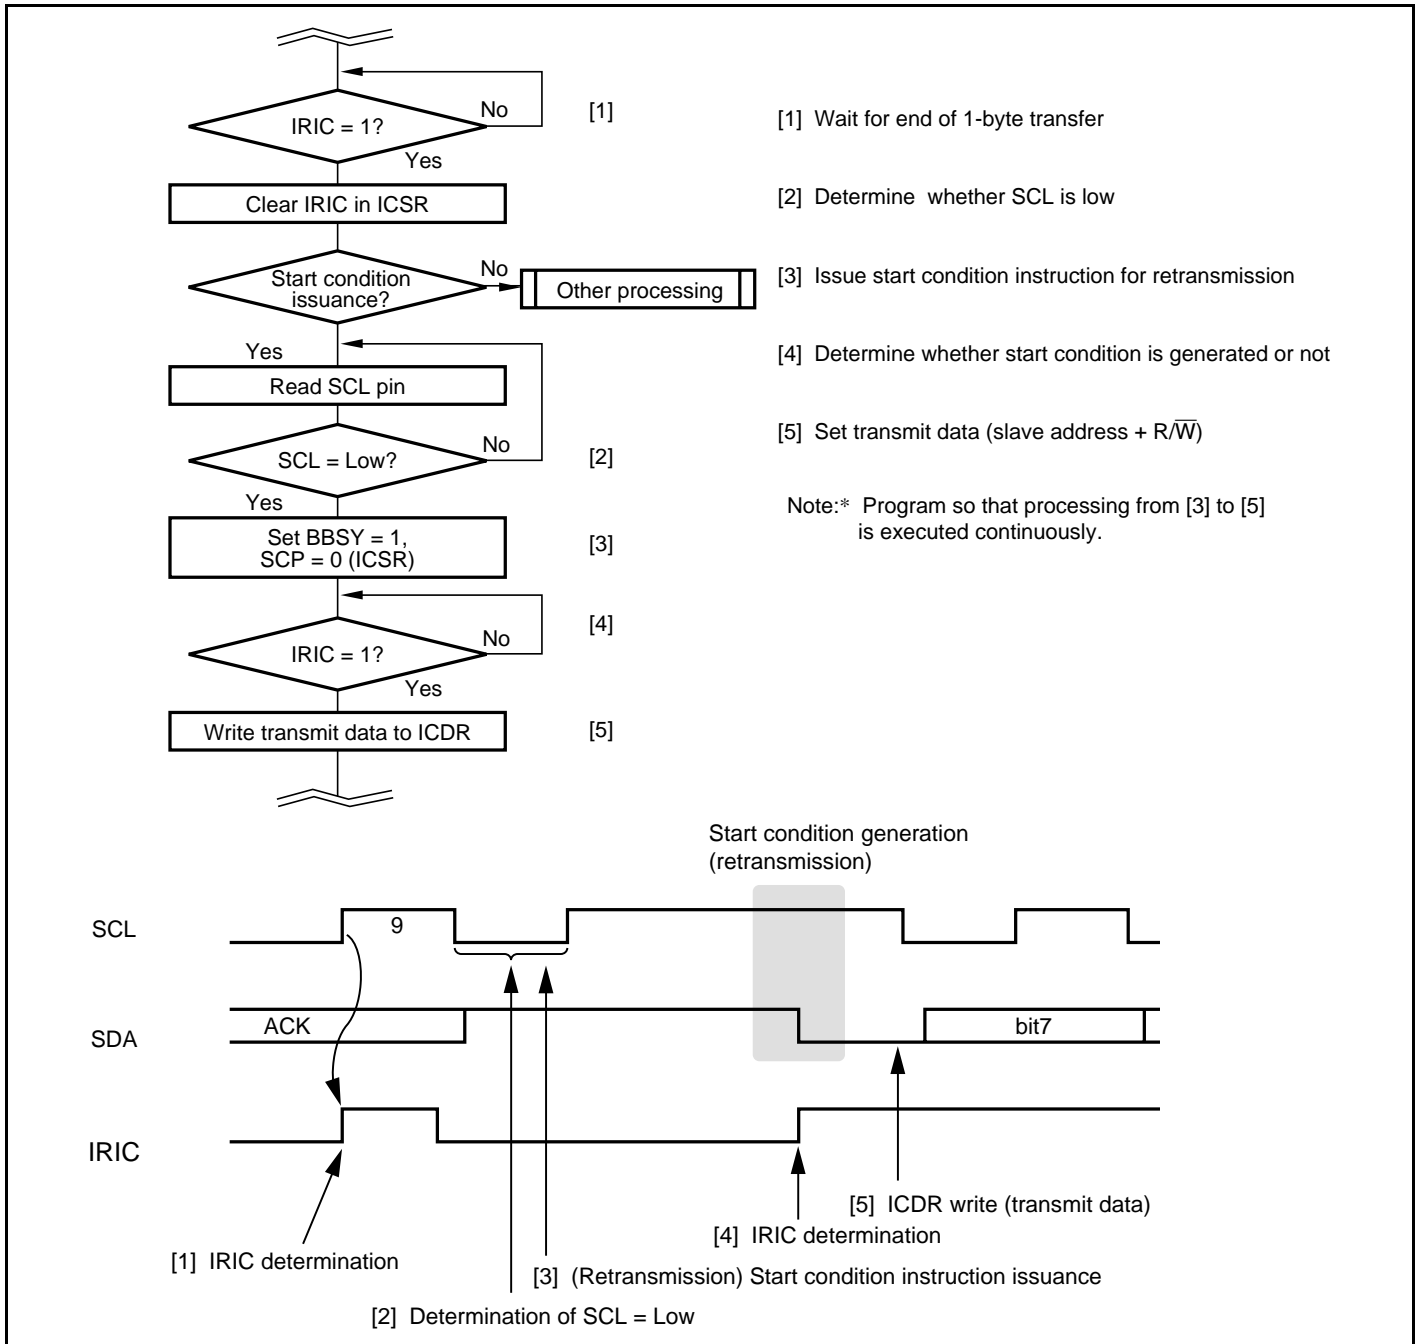 IRIC = 1?
No
[1]
Yes
Clear IRIC in ICSR
Start condition
issuance?
No
Other processing
Yes
Read SCL pin
SCL = Low?
No
[2]
Yes
Set BBSY = 1,
SCP = 0 (ICSR)
[3]
IRIC = 1?
No
[4]
Yes
Write transmit data to ICDR
[5]
[1] Wait for end of 1-byte transfer
[2] Determine whether SCL is low
[3] Issue start condition instruction for retransmission
[4] Determine whether start condition is generated or not
[5] Set transmit data (slave address + R/W̅)
Note:* Program so that processing from [3] to [5]
is executed continuously.
Start condition generation
(retransmission)
SCL
9
SDA
ACK
bit7
IRIC
[5] ICDR write (transmit data)
[4] IRIC determination
[1] IRIC determination
[3] (Retransmission) Start condition instruction issuance
[2] Determination of SCL = Low